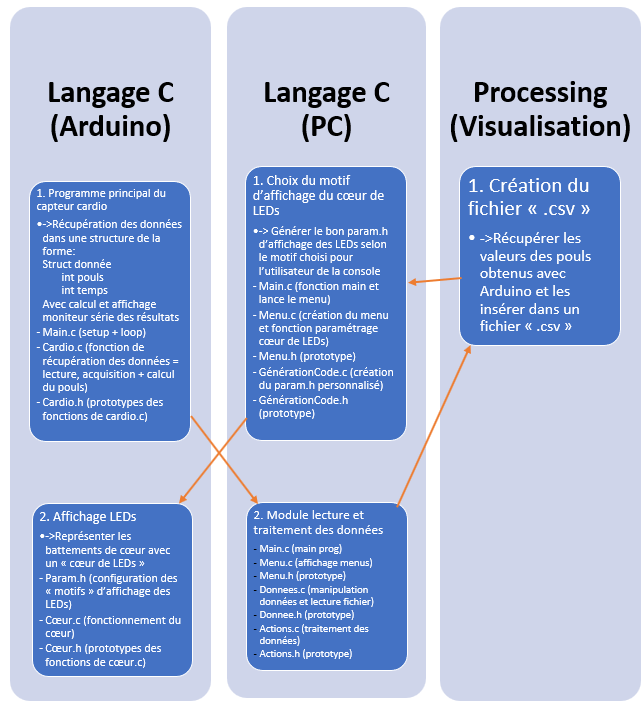 Langage C
(Arduino)
1. Programme principal du
capteur cardio
•->Récupération des données
dans une structure de la
forme:
Struct donnée
int pouls
int temps
Avec calcul et affichage
moniteur série des résultats
- Main.c (setup + loop)
- Cardio.c (fonction de
récupération des données =
lecture, acquisition + calcul
du pouls)
- Cardio.h (prototypes des
fonctions de cardio.c)
2. Affichage LEDs
•->Représenter les
battements de cœur avec
un « cœur de LEDs »
- Param.h (configuration des
« motifs » d'affichage des
LEDs)
- Cœur.c (fonctionnement du
cœur)
- Cœur.h (prototypes des
fonctions de cœur.c)
Langage C
(PC)
1. Choix du motif
d'affichage du cœur de
LEDs
•-> Générer le bon param.h
d'affichage des LEDs selon
le motif choisi pour
l'utilisateur de la console
- Main.c (fonction main et
lance le menu)
- Menu.c (création du menu
et fonction paramétrage
cœur de LEDs)
- Menu.h (prototype)
- GénérationCode.c (création
du param.h personnalisé)
- GénérationCode.h
(prototype)
2. Module lecture et
traitement des données
- Main.c (main prog)
- Menu.c (affichage menus)
- Menu.h (prototype)
- Donnees.c (manipulation
données et lecture fichier)
- Donnee.h (prototype)
- Actions.c (traitement des
données)
- Actions.h (prototype)
Processing
(Visualisation)
1. Création du
fichier « .csv »
• ->Récupérer les
valeurs des pouls
obtenus avec
Arduino et les
insérer dans un
fichier « .csv »